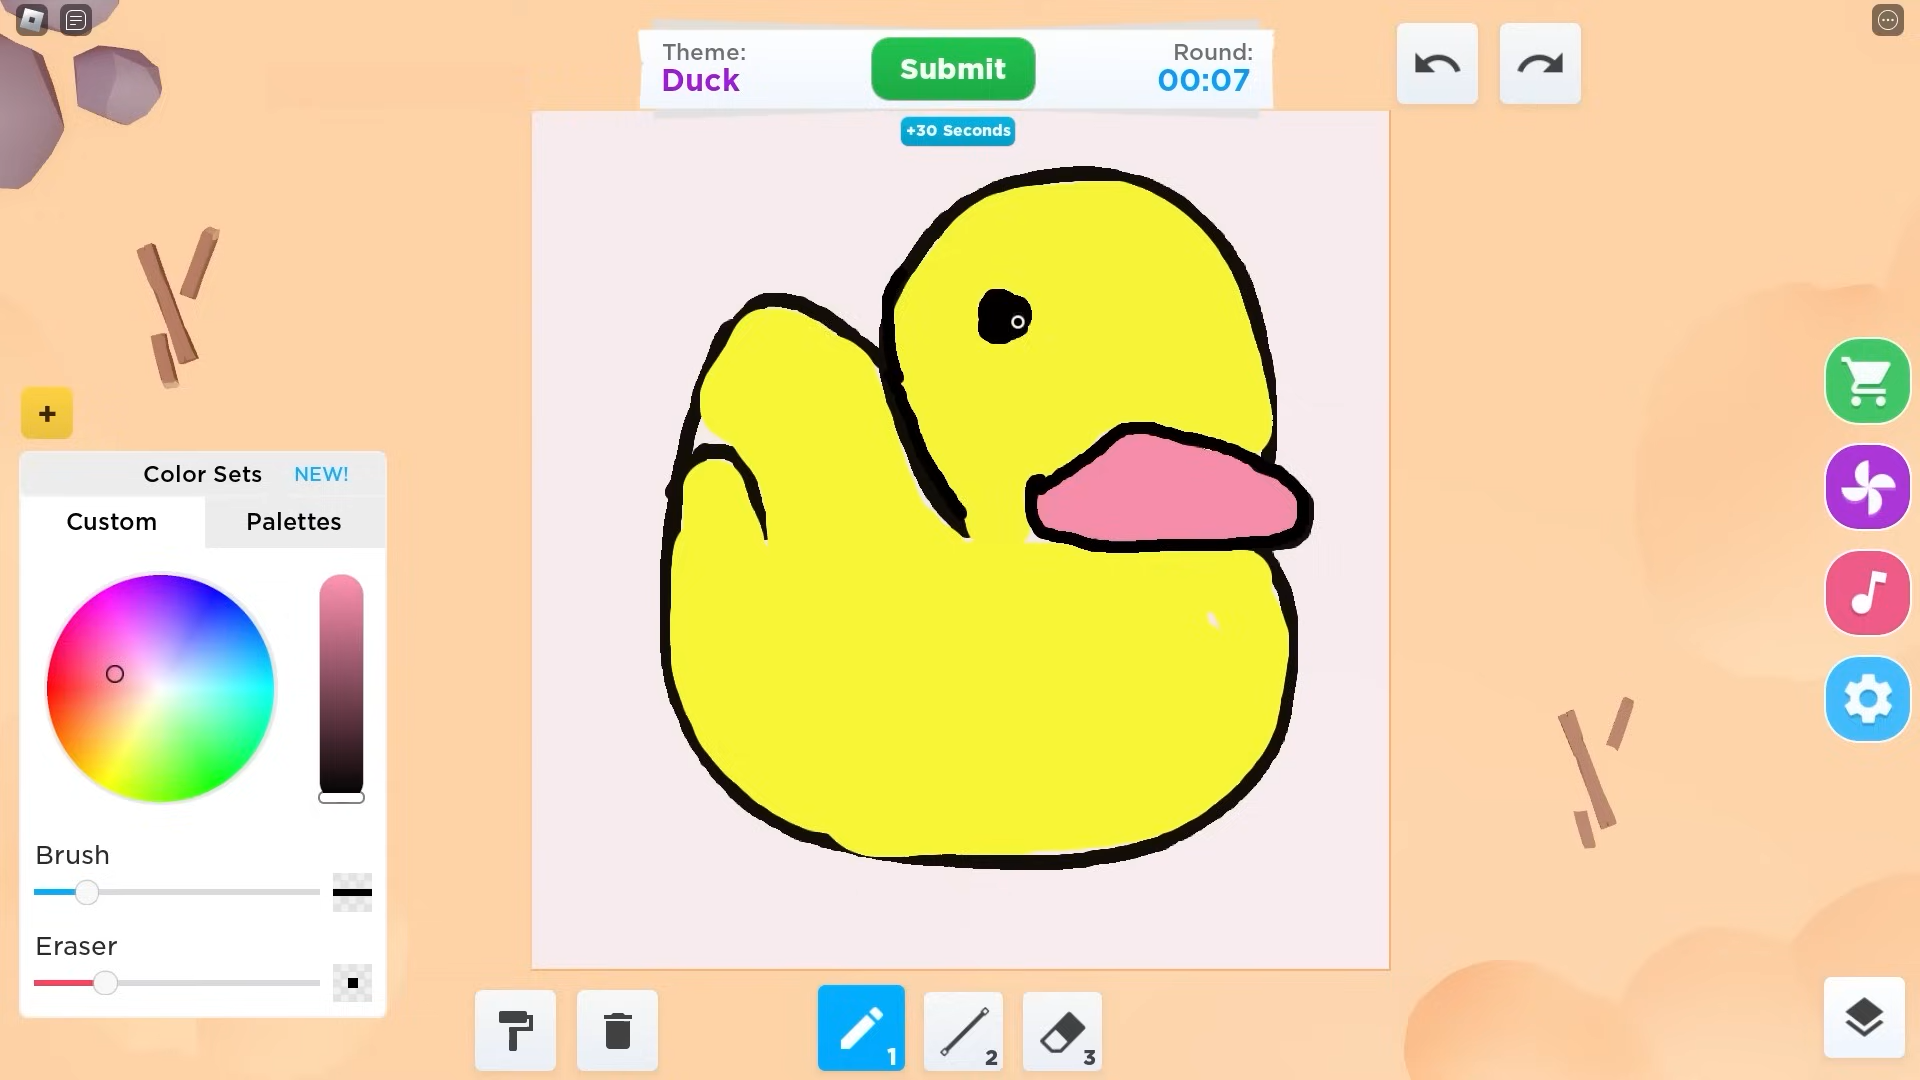 Theme:
Duck
Submit
Round:
00:07
+30 Seconds
+
Color Sets NEW!
Custom Palettes
Brush
Eraser
1
2
3